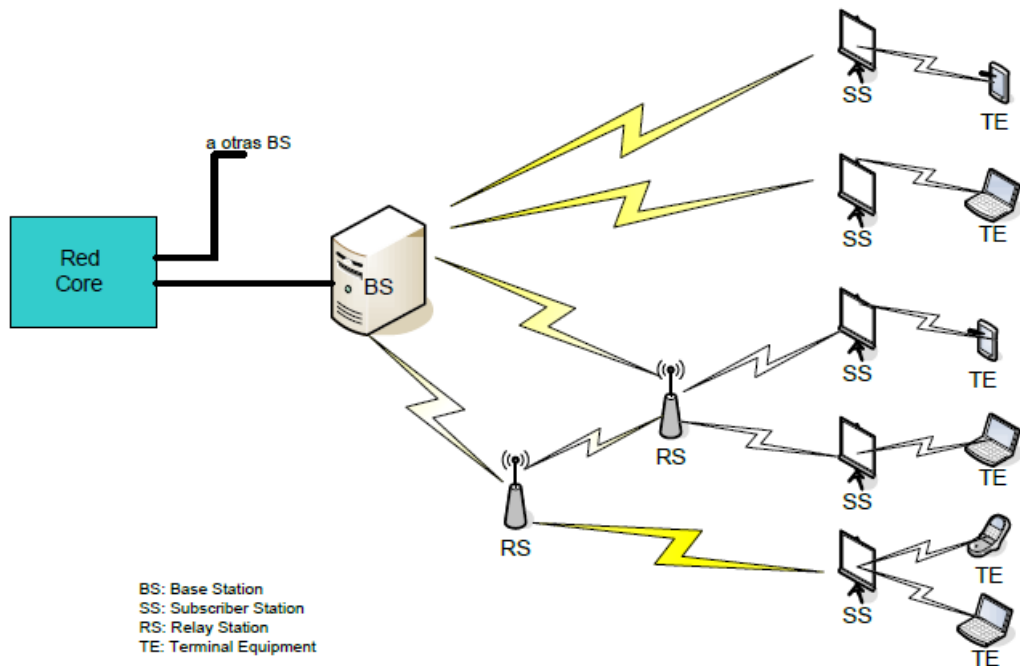 SS
TE
a otras BS
SS
TE
Red
Core
BS
SS
TE
RS
SS
TE
RS
TE
SS
TE
BS: Base Station
SS: Subscriber Station
RS: Relay Station
TE: Terminal Equipment